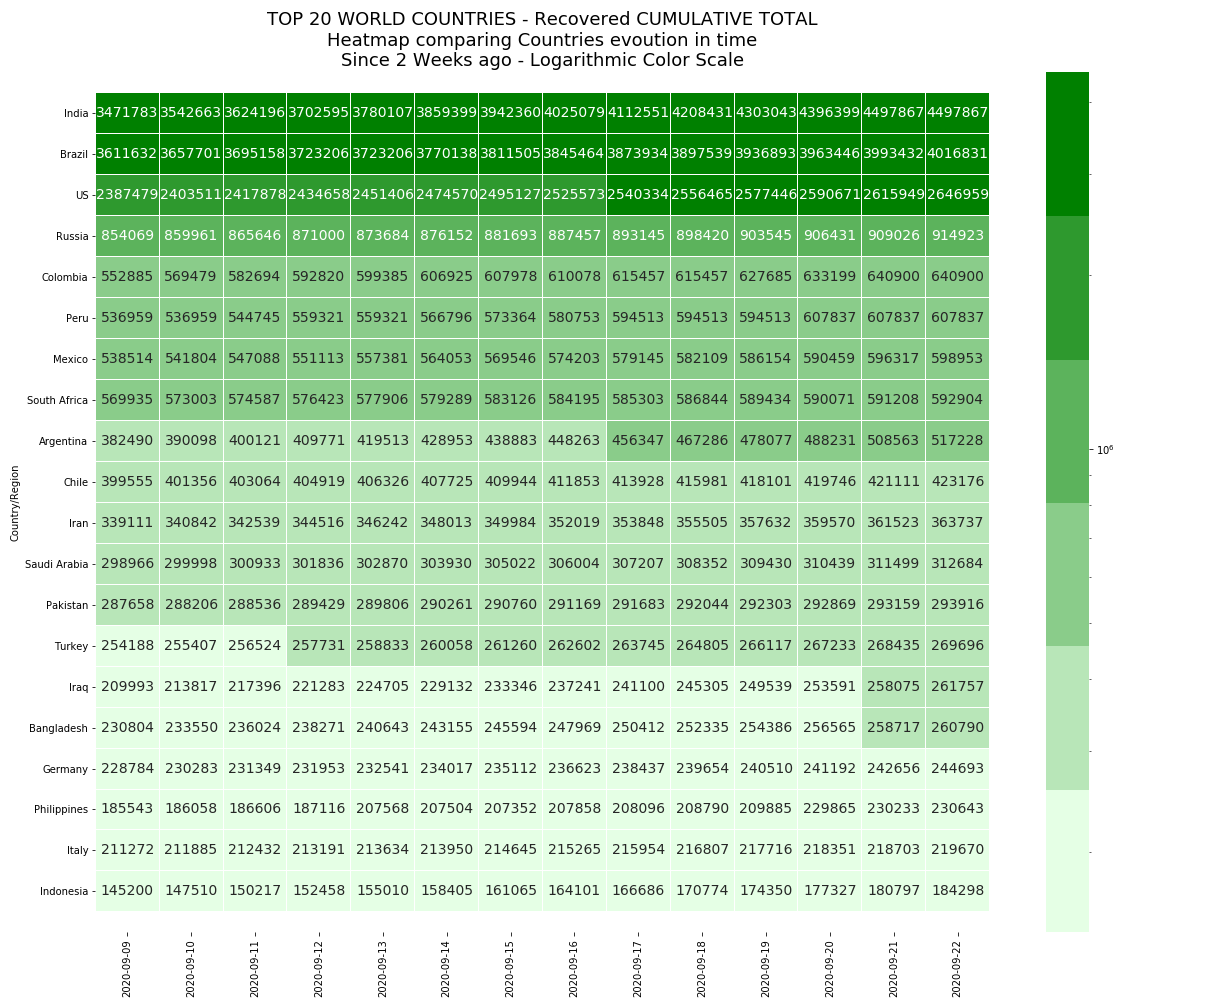 TOP 20 WORLD COUNTRIES - Recovered CUMULATIVE TOTAL
Heatmap comparing Countries evoution in time
Since 2 Weeks ago - Logarithmic Color Scale
India 3471783 3542663 3624196 3702595 3780107 3859399 3942360 4025079 4112551 4208431 4303043 4396399 4497867 4497867
Brazil 3611632 3657701 3695158 3723206 3723206 3770138 3811505 3845464 3873934 3897539 3936893 3963446 3993432 4016831
US 2387479 2403511 2417878 2434658 2451406 2474570 2495127 2525573 2540334 2556465 2577446 2590671 2615949 2646959
Russia 854069 859961 865646 871000 873684 876152 881693 887457 893145 898420 903545 906431 909026 914923
Colombia 552885 569479 582694 592820 599385 606925 607978 610078 615457 615457 627685 633199 640900 640900
Peru 536959 536959 544745 559321 559321 566796 573364 580753 594513 594513 594513 607837 607837 607837
Mexico 538514 541804 547088 551113 557381 564053 569546 574203 579145 582109 586154 590459 596317 598953
South Africa 569935 573003 574587 576423 577906 579289 583126 584195 585303 586844 589434 590071 591208 592904
Argentina 382490 390098 400121 409771 419513 428953 438883 448263 456347 467286 478077 488231 508563 517228
Chile 399555 401356 403064 404919 406326 407725 409944 411853 413928 415981 418101 419746 421111 423176
Iran 339111 340842 342539 344516 346242 348013 349984 352019 353848 355505 357632 359570 361523 363737
Saudi Arabia 298966 299998 300933 301836 302870 303930 305022 306004 307207 308352 309430 310439 311499 312684
Pakistan 287658 288206 288536 289429 289806 290261 290760 291169 291683 292044 292303 292869 293159 293916
Turkey 254188 255407 256524 257731 258833 260058 261260 262602 263745 264805 266117 267233 268435 269696
Iraq 209993 213817 217396 221283 224705 229132 233346 237241 241100 245305 249539 253591 258075 261757
Bangladesh 230804 233550 236024 238271 240643 243155 245594 247969 250412 252335 254386 256565 258717 260790
Germany 228784 230283 231349 231953 232541 234017 235112 236623 238437 239654 240510 241192 242656 244693
Philippines 185543 186058 186606 187116 207568 207504 207352 207858 208096 208790 209885 229865 230233 230643
Italy 211272 211885 212432 213191 213634 213950 214645 215265 215954 216807 217716 218351 218703 219670
Indonesia 145200 147510 150217 152458 155010 158405 161065 164101 166686 170774 174350 177327 180797 184298
Country/Region
2020-09-09 2020-09-10 2020-09-11 2020-09-12 2020-09-13 2020-09-14 2020-09-15 2020-09-16 2020-09-17 2020-09-18 2020-09-19 2020-09-20 2020-09-21 2020-09-22
10⁶